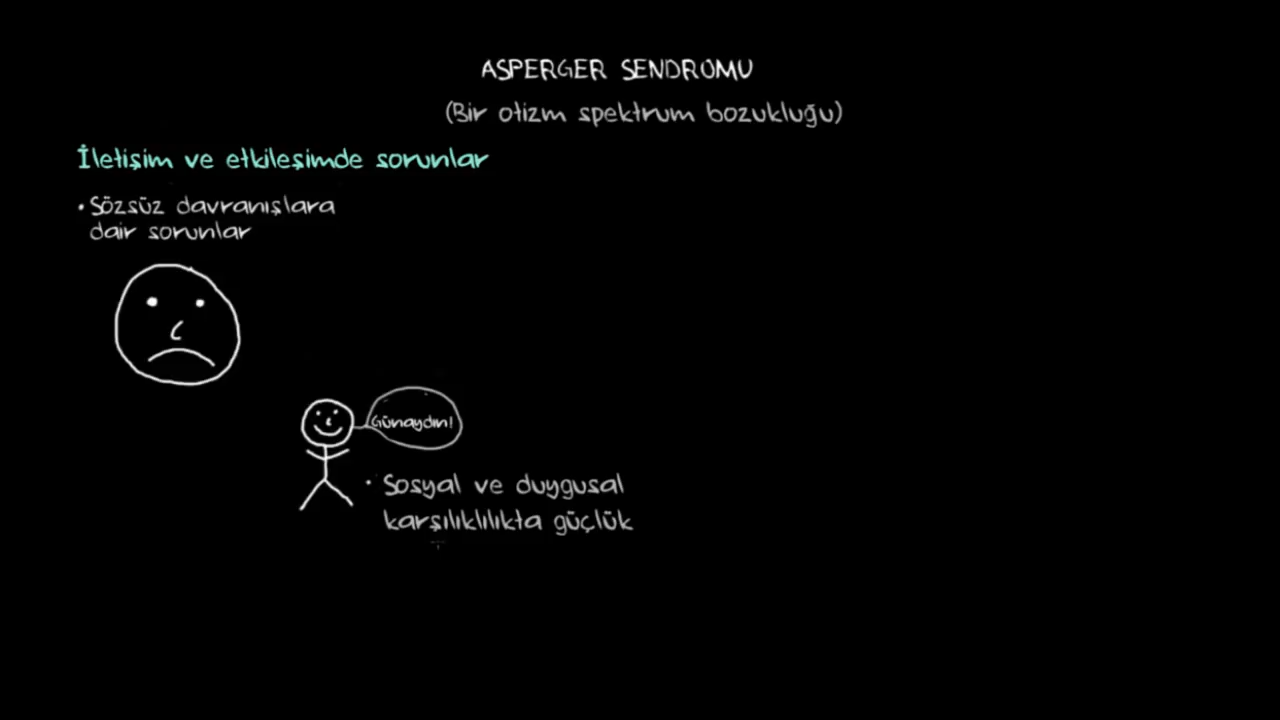 ASPERGER SENDROMU
(Bir otizm spektrum bozukluğu)
İletişim ve etkileşimde sorunlar
• Sözsüz davranışlara
dair sorunlar
Günaydın!
• Sosyal ve duygusal
karşılıklılıkta güçlük